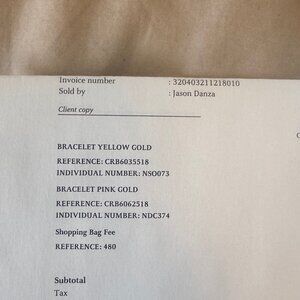 Invoice number : 320403211218010
Sold by : Jason Danza
Client copy
BRACELET YELLOW GOLD
REFERENCE: CRB6035518
INDIVIDUAL NUMBER: NSO073
BRACELET PINK GOLD
REFERENCE: CRB6062518
INDIVIDUAL NUMBER: NDC374
Shopping Bag Fee
REFERENCE: 480
Subtotal
Tax